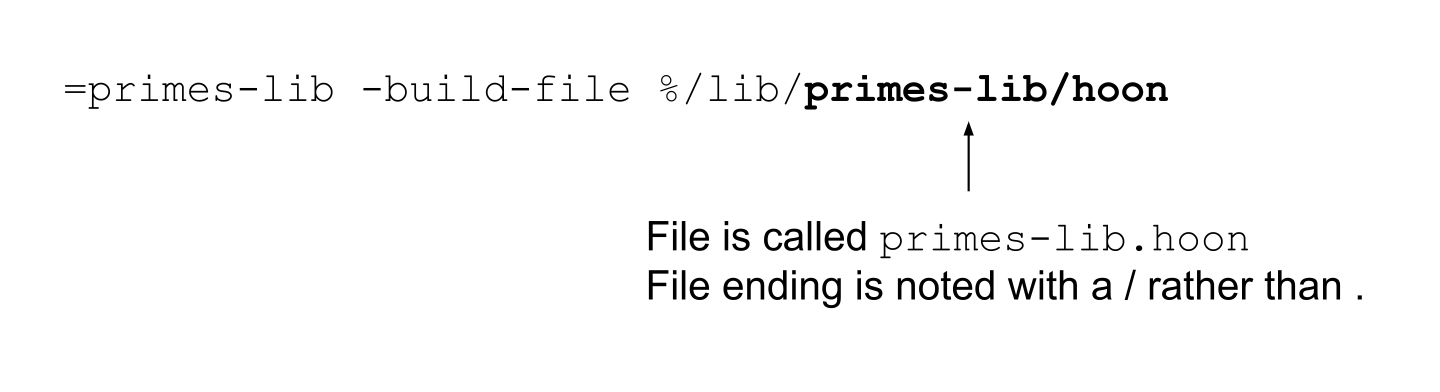 =primes-lib -build-file %/lib/primes-lib/hoon
File is called primes-lib.hoon
File ending is noted with a / rather than .